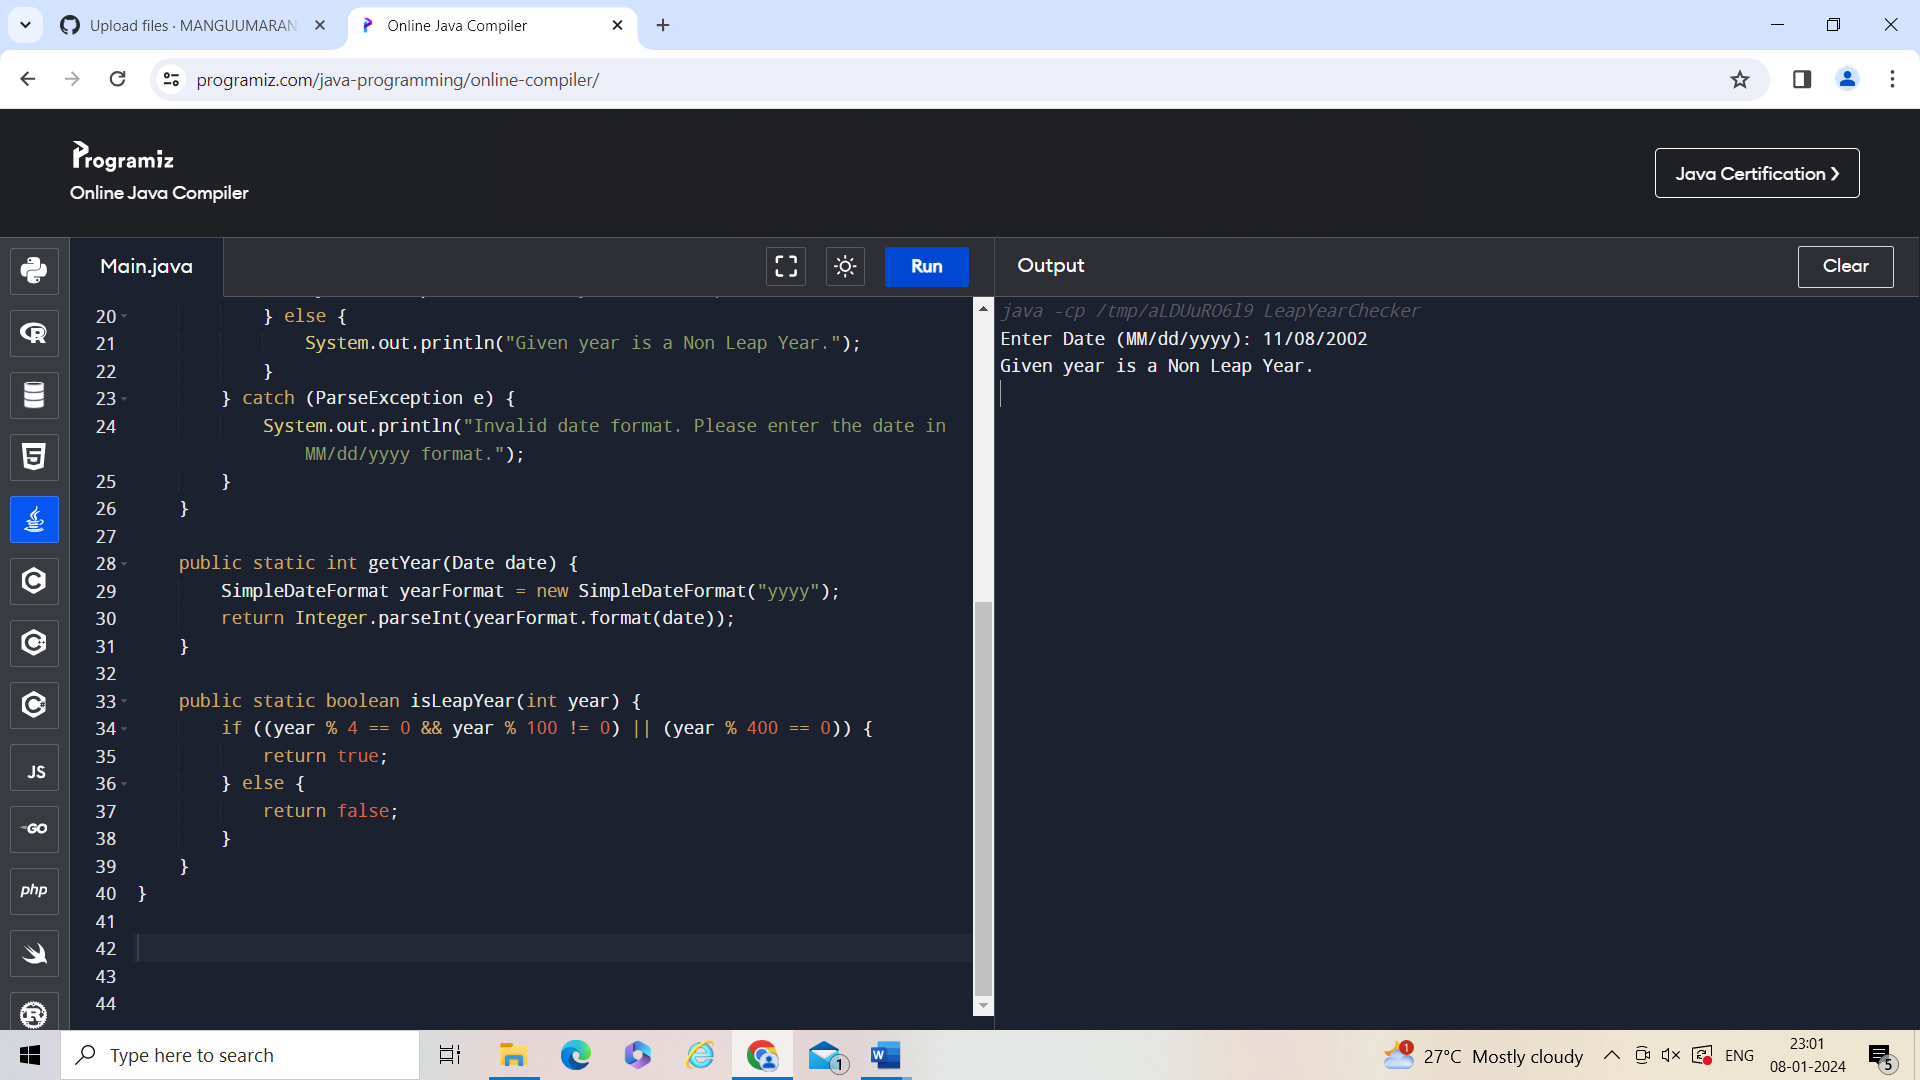 Upload files · MANGUUMARAN
Online Java Compiler
programiz.com/java-programming/online-compiler/
Programiz
Online Java Compiler
Java Certification ❯
Main.java
Run
Output
Clear
20 } else {
21 System.out.println("Given year is a Non Leap Year.");
22 }
23 } catch (ParseException e) {
24 System.out.println("Invalid date format. Please enter the date in
MM/dd/yyyy format.");
25 }
26 }
27
28 public static int getYear(Date date) {
29 SimpleDateFormat yearFormat = new SimpleDateFormat("yyyy");
30 return Integer.parseInt(yearFormat.format(date));
31 }
32
33 public static boolean isLeapYear(int year) {
34 if ((year % 4 == 0 && year % 100 != 0) || (year % 400 == 0)) {
35 return true;
36 } else {
37 return false;
38 }
39 }
40 }
41
42
43
44
java -cp /tmp/aLDUuRO6l9 LeapYearChecker
Enter Date (MM/dd/yyyy): 11/08/2002
Given year is a Non Leap Year.
JS
GO
php
Type here to search
1
W
1
27°C Mostly cloudy
ENG
23:01
08-01-2024
5